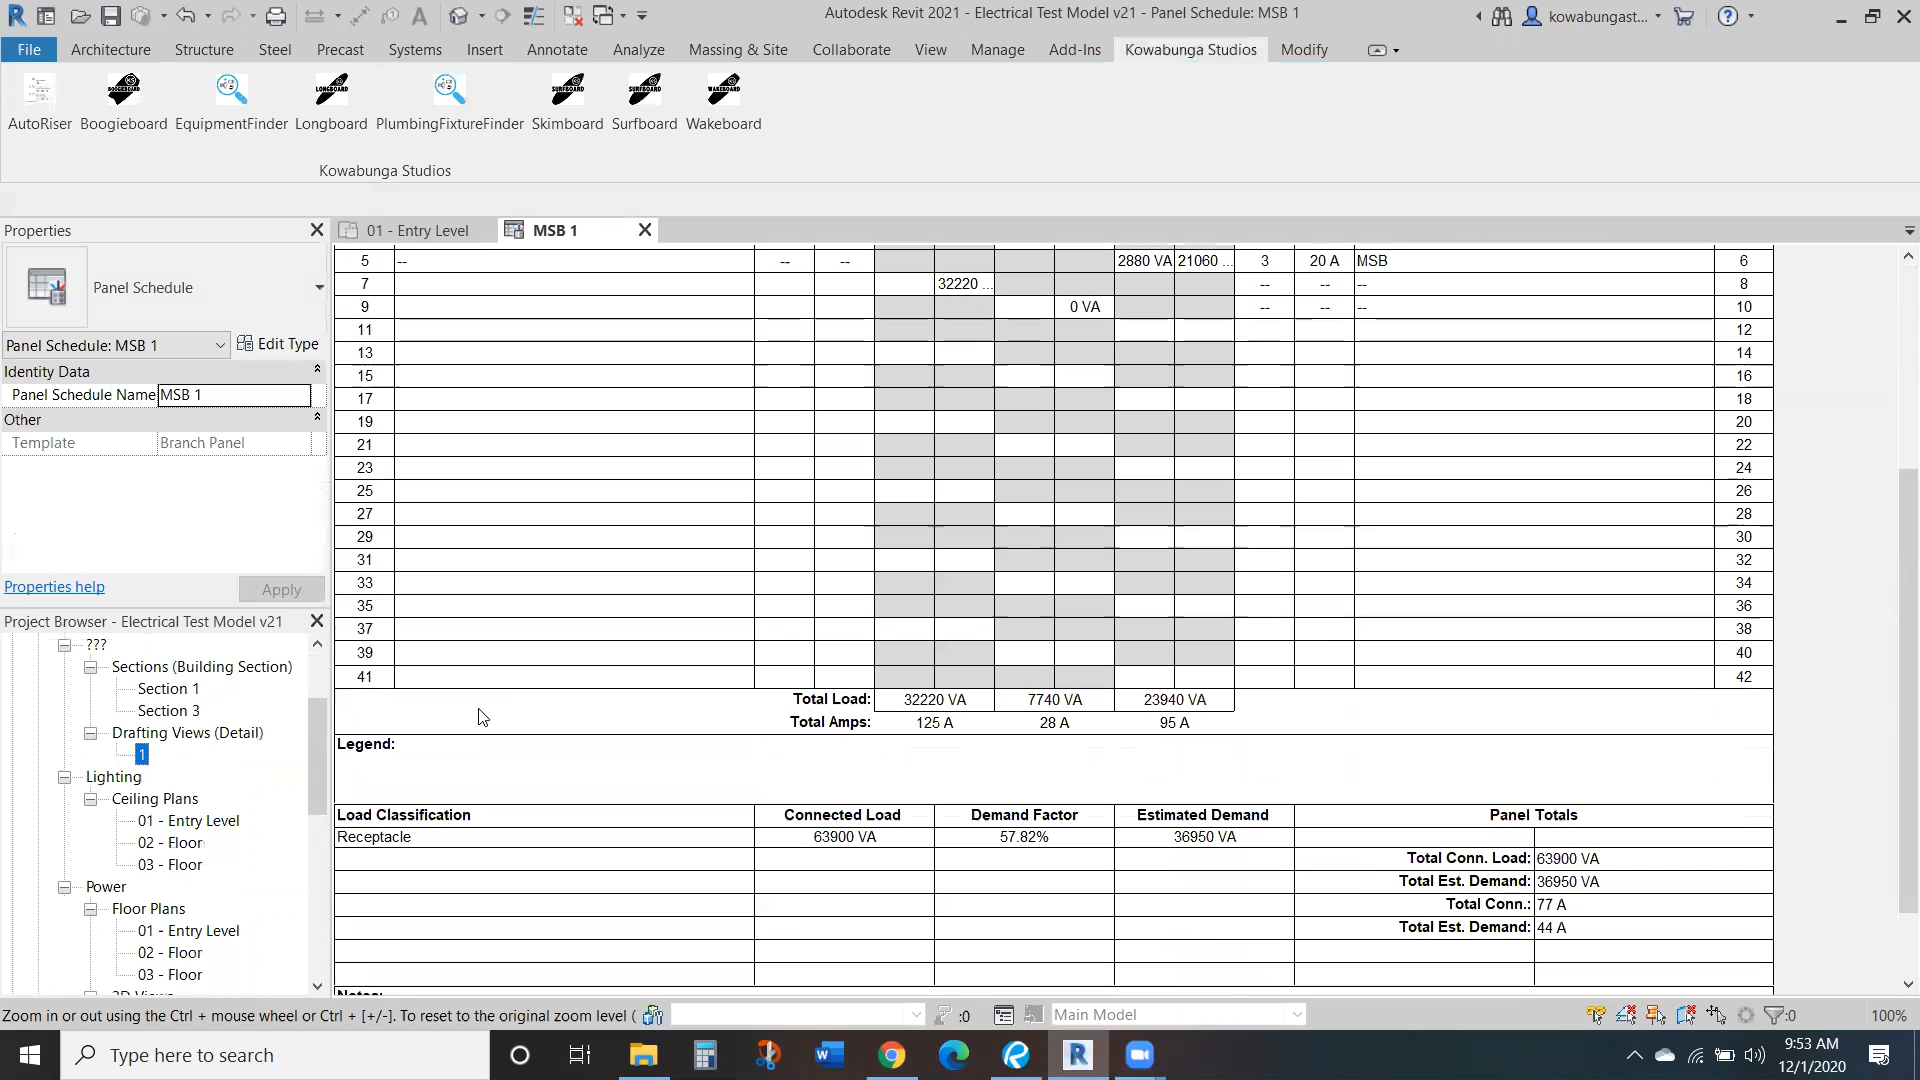 Autodesk Revit 2021 - Electrical Test Model v21 - Panel Schedule: MSB 1
kowabungast...
File Architecture Structure Steel Precast Systems Insert Annotate Analyze Massing & Site Collaborate View Manage Add-Ins Kowabunga Studios Modify
AutoRiser Boogieboard EquipmentFinder Longboard PlumbingFixtureFinder Skimboard Surfboard Wakeboard
Kowabunga Studios
Properties
01 - Entry Level
MSB 1
Panel Schedule
Panel Schedule: MSB 1
Edit Type
Identity Data
Panel Schedule Name MSB 1
Other
Template Branch Panel
Properties help
Apply
Project Browser - Electrical Test Model v21
???
Sections (Building Section)
Section 1
Section 3
Drafting Views (Detail)
1
Lighting
Ceiling Plans
01 - Entry Level
02 - Floor
03 - Floor
Power
Floor Plans
01 - Entry Level
02 - Floor
03 - Floor
5 -- -- -- 2880 VA 21060 ... 3 20 A MSB 6
7 32220 ... -- -- -- 8
9 0 VA -- -- -- 10
11 12
13 14
15 16
17 18
19 20
21 22
23 24
25 26
27 28
29 30
31 32
33 34
35 36
37 38
39 40
41 42
Total Load: 32220 VA 7740 VA 23940 VA
Total Amps: 125 A 28 A 95 A
Legend:
Load Classification Connected Load Demand Factor Estimated Demand Panel Totals
Receptacle 63900 VA 57.82% 36950 VA
Total Conn. Load: 63900 VA
Total Est. Demand: 36950 VA
Total Conn.: 77 A
Total Est. Demand: 44 A
Zoom in or out using the Ctrl + mouse wheel or Ctrl + [+/-]. To reset to the original zoom level (
:0
Main Model
:0
100%
Type here to search
9:53 AM
12/1/2020